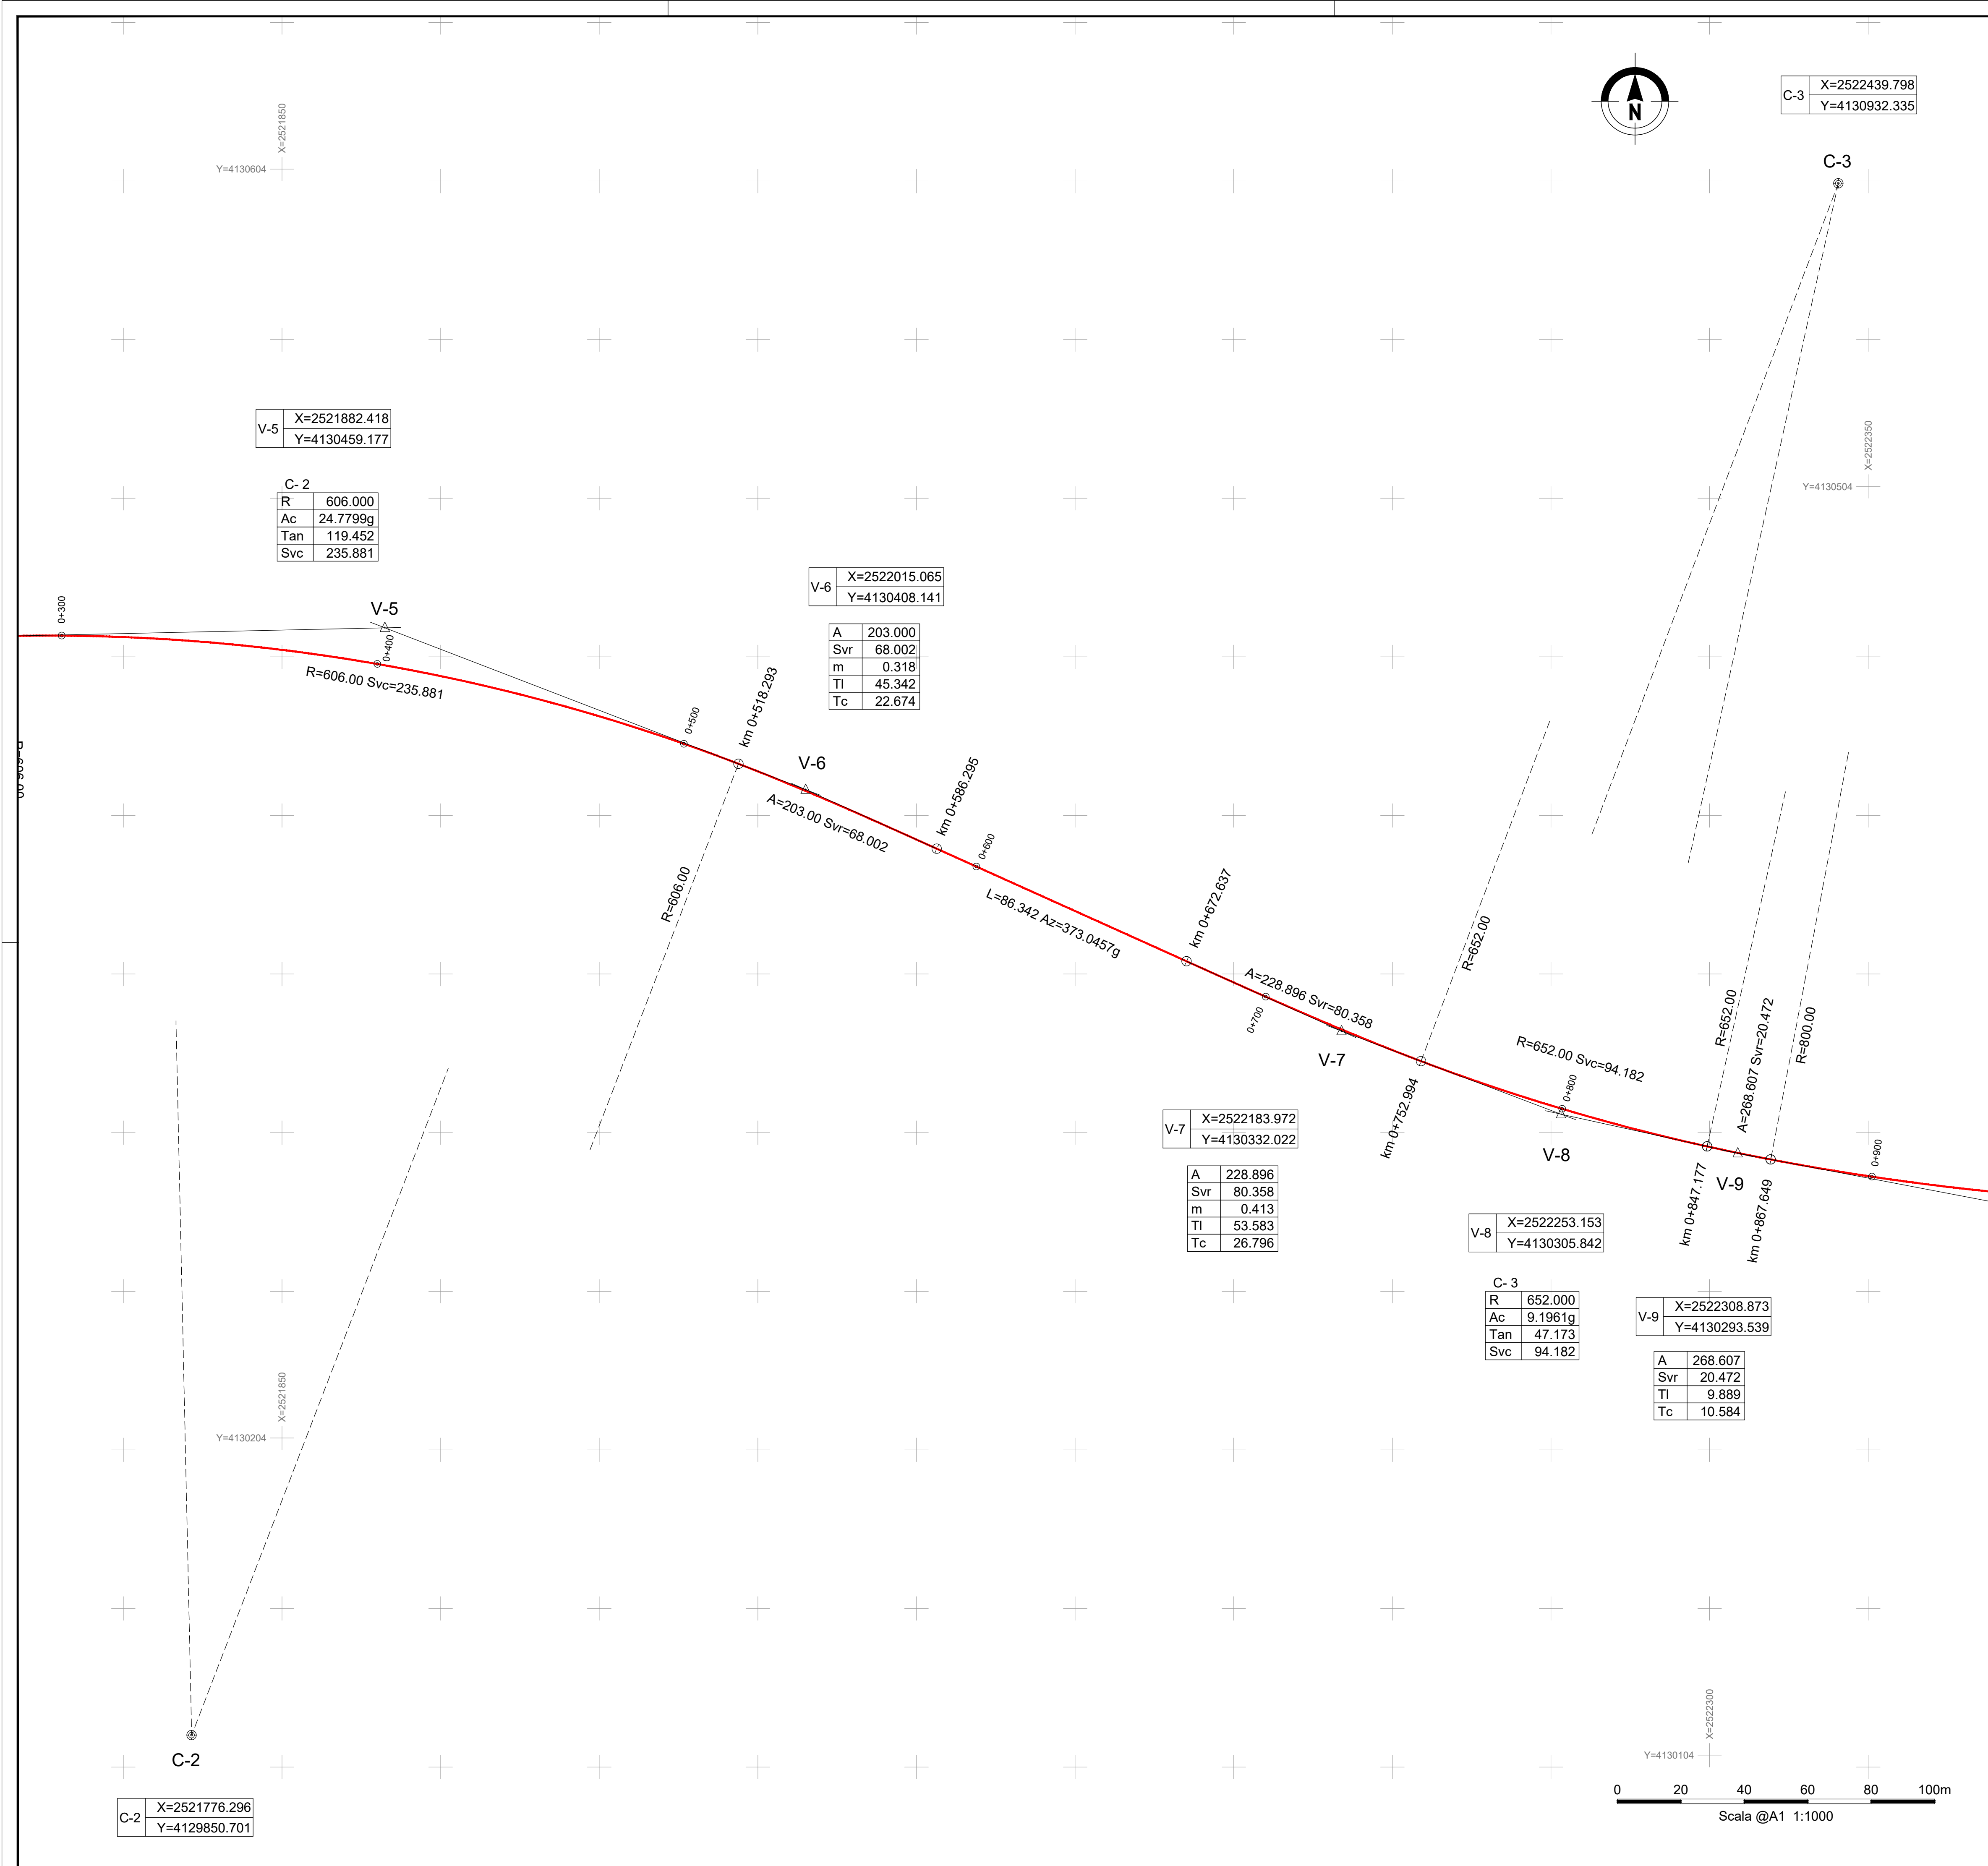 C-3
X=2522439.798
Y=4130932.335
N
C-3
X=2521850
Y=4130604
V-5
X=2521882.418
Y=4130459.177
C- 2
R 606.000
Ac 24.7799g
Tan 119.452
Svc 235.881
X=2522350
Y=4130504
V-6
X=2522015.065
Y=4130408.141
A 203.000
Svr 68.002
m 0.318
Tl 45.342
Tc 22.674
0+300
V-5
0+400
R=606.00 Svc=235.881
0+500
km 0+518.293
V-6
A=203.00 Svr=68.002
km 0+586.295
0+600
R=606.00
R=606.00
L=86.342 Az=373.0457g
km 0+672.637
A=228.896 Svr=80.358
0+700
V-7
R=652.00
km 0+752.994
R=652.00 Svc=94.182
0+800
V-8
R=652.00
A=268.607 Svr=20.472
R=800.00
V-9
km 0+847.177
km 0+867.649
0+900
V-7
X=2522183.972
Y=4130332.022
A 228.896
Svr 80.358
m 0.413
Tl 53.583
Tc 26.796
V-8
X=2522253.153
Y=4130305.842
C- 3
R 652.000
Ac 9.1961g
Tan 47.173
Svc 94.182
V-9
X=2522308.873
Y=4130293.539
A 268.607
Svr 20.472
Tl 9.889
Tc 10.584
X=2521850
Y=4130204
C-2
C-2
X=2521776.296
Y=4129850.701
X=2522300
Y=4130104
0 20 40 60 80 100m
Scala @A1 1:1000